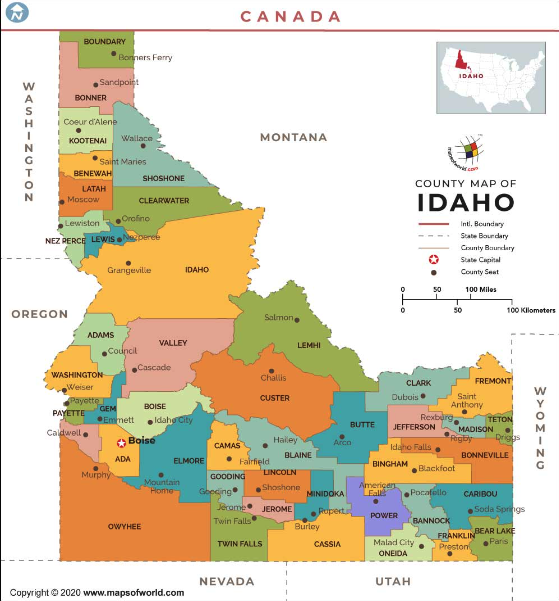 N
CANADA
WASHINGTON
MONTANA
OREGON
WYOMING
NEVADA
UTAH
IDAHO
mapsofworld.com
COUNTY MAP OF
IDAHO
Intl. Boundary
State Boundary
County Boundary
State Capital
County Seat
0 50 100 Miles
0 50 100 Kilometers
BOUNDARY
Bonners Ferry
Sandpoint
BONNER
Coeur d'Alene
KOOTENAI
Wallace
Saint Maries
BENEWAH
SHOSHONE
LATAH
Moscow
CLEARWATER
Orofino
Lewiston
NEZ PERCE
LEWIS
Nezperce
Grangeville
IDAHO
Salmon
LEMHI
ADAMS
Council
VALLEY
Cascade
WASHINGTON
Weiser
Challis
CUSTER
Payette
PAYETTE
GEM
Emmett
BOISE
Idaho City
CLARK
Dubois
FREMONT
Saint
Anthony
Caldwell
Boise
ADA
Murphy
ELMORE
Mountain
Home
CAMAS
Fairfield
Hailey
BLAINE
BUTTE
Arco
JEFFERSON
Rexburg
MADISON
Rigby
TETON
Driggs
Idaho Falls
BONNEVILLE
BINGHAM
Blackfoot
GOODING
Gooding
LINCOLN
Shoshone
MINIDOKA
Rupert
Jerome
JEROME
Twin Falls
TWIN FALLS
Burley
CASSIA
American
Falls
POWER
Pocatello
BANNOCK
CARIBOU
Soda Springs
Malad City
ONEIDA
FRANKLIN
Preston
BEAR LAKE
Paris
OWYHEE
Copyright © 2020 www.mapsofworld.com